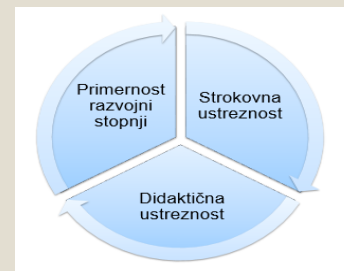 Primernost
razvojni
stopnji
Strokovna
ustreznost
Didaktična
ustreznost